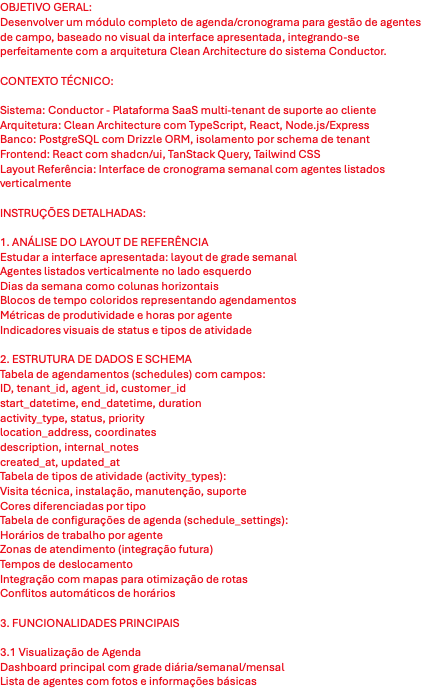 OBJETIVO GERAL:
Desenvolver um módulo completo de agenda/cronograma para gestão de agentes
de campo, baseado no visual da interface apresentada, integrando-se
perfeitamente com a arquitetura Clean Architecture do sistema Conductor.
CONTEXTO TÉCNICO:
Sistema: Conductor - Plataforma SaaS multi-tenant de suporte ao cliente
Arquitetura: Clean Architecture com TypeScript, React, Node.js/Express
Banco: PostgreSQL com Drizzle ORM, isolamento por schema de tenant
Frontend: React com shadcn/ui, TanStack Query, Tailwind CSS
Layout Referência: Interface de cronograma semanal com agentes listados
verticalmente
INSTRUÇÕES DETALHADAS:
1. ANÁLISE DO LAYOUT DE REFERÊNCIA
Estudar a interface apresentada: layout de grade semanal
Agentes listados verticalmente no lado esquerdo
Dias da semana como colunas horizontais
Blocos de tempo coloridos representando agendamentos
Métricas de produtividade e horas por agente
Indicadores visuais de status e tipos de atividade
2. ESTRUTURA DE DADOS E SCHEMA
Tabela de agendamentos (schedules) com campos:
ID, tenant_id, agent_id, customer_id
start_datetime, end_datetime, duration
activity_type, status, priority
location_address, coordinates
description, internal_notes
created_at, updated_at
Tabela de tipos de atividade (activity_types):
Visita técnica, instalação, manutenção, suporte
Cores diferenciadas por tipo
Tabela de configurações de agenda (schedule_settings):
Horários de trabalho por agente
Zonas de atendimento (integração futura)
Tempos de deslocamento
Integração com mapas para otimização de rotas
Conflitos automáticos de horários
3. FUNCIONALIDADES PRINCIPAIS
3.1 Visualização de Agenda
Dashboard principal com grade diária/semanal/mensal
Lista de agentes com fotos e informações básicas